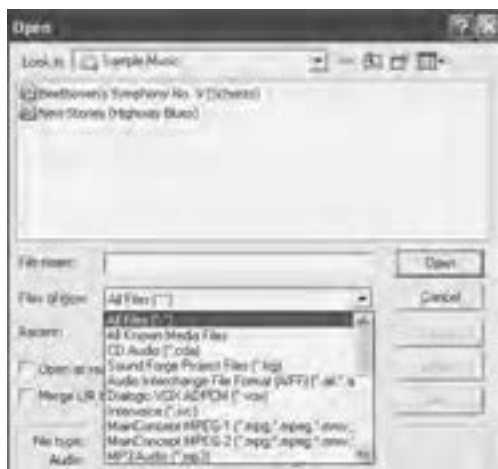 Open
Look in: Sample Music
Beethoven's Symphony No. 9 (Scherzo)
New Stories (Highway Blues)
File name:
Open
Files of type: All Files (*.*)
Cancel
All Files (*.*)
Recent:
All Known Media Files
CD Audio (*.cda)
Sound Forge Project Files (*.frg)
Open as
Audio Interchange File Format (AIFF) (*.aif,*.a
Merge L/R
Dialogic VOX ADPCM (*.vox)
Intervoice (*.ivc)
MainConcept MPEG-1 (*.mpg,*.mpeg,*.mmv,
File type:
MainConcept MPEG-2 (*.mpg,*.mpeg,*.mmv,
Audio:
MP3 Audio (*.mp3)